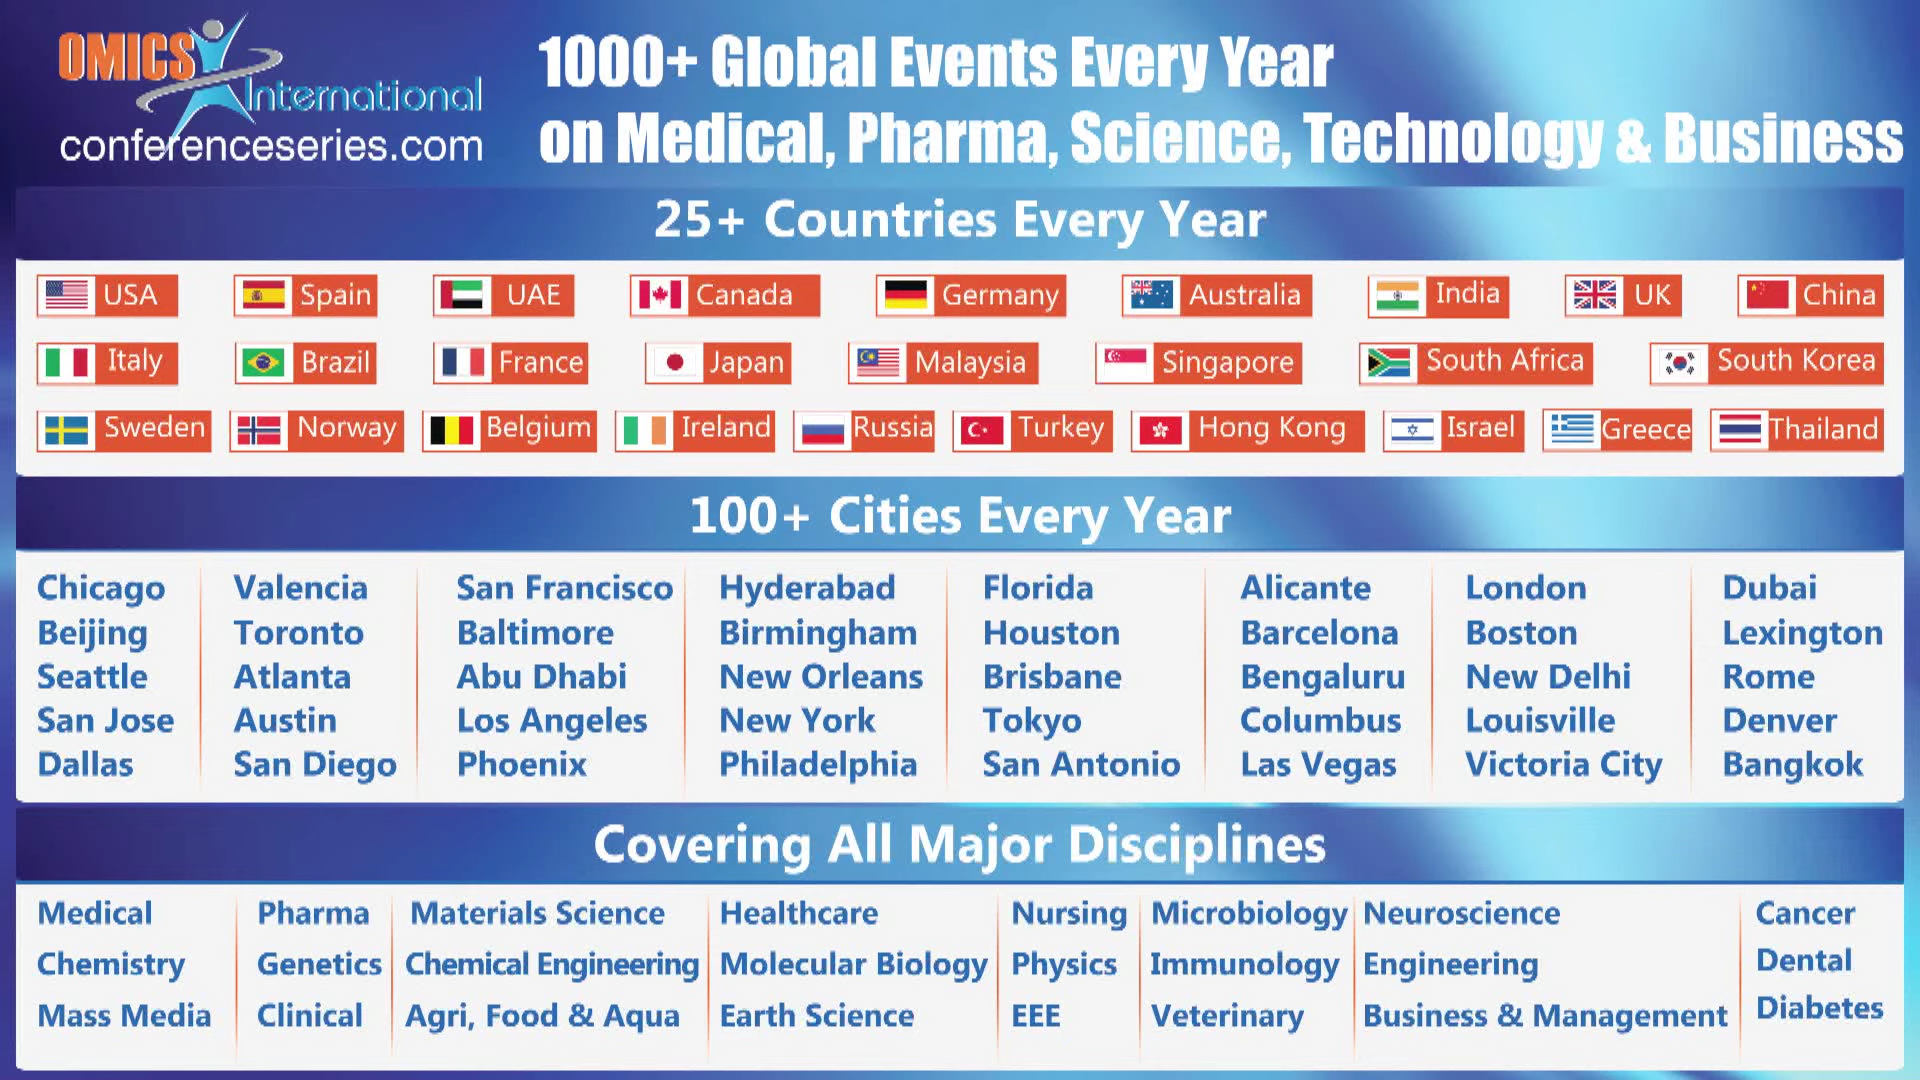 OMICS International
conferenceseries.com
1000+ Global Events Every Year
on Medical, Pharma, Science, Technology & Business
25+ Countries Every Year
USA Spain UAE Canada Germany Australia India UK China
Italy Brazil France Japan Malaysia Singapore South Africa South Korea
Sweden Norway Belgium Ireland Russia Turkey Hong Kong Israel Greece Thailand
100+ Cities Every Year
Chicago Valencia San Francisco Hyderabad Florida Alicante London Dubai
Beijing Toronto Baltimore Birmingham Houston Barcelona Boston Lexington
Seattle Atlanta Abu Dhabi New Orleans Brisbane Bengaluru New Delhi Rome
San Jose Austin Los Angeles New York Tokyo Columbus Louisville Denver
Dallas San Diego Phoenix Philadelphia San Antonio Las Vegas Victoria City Bangkok
Covering All Major Disciplines
Medical Pharma Materials Science Healthcare Nursing Microbiology Neuroscience Cancer
Chemistry Genetics Chemical Engineering Molecular Biology Physics Immunology Engineering Dental
Mass Media Clinical Agri, Food & Aqua Earth Science EEE Veterinary Business & Management Diabetes